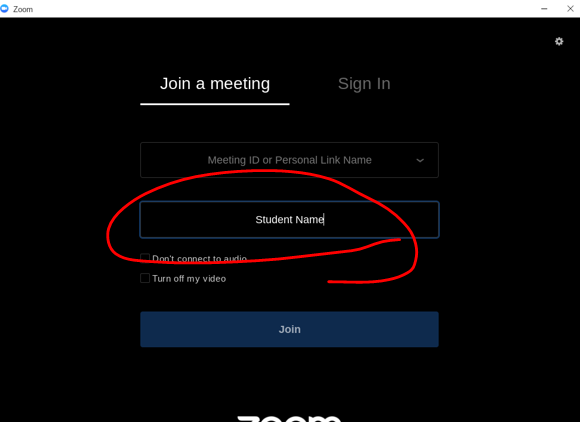 Zoom
Join a meeting
Sign In
Meeting ID or Personal Link Name
Student Name
Don't connect to audio
Turn off my video
Join
zoom